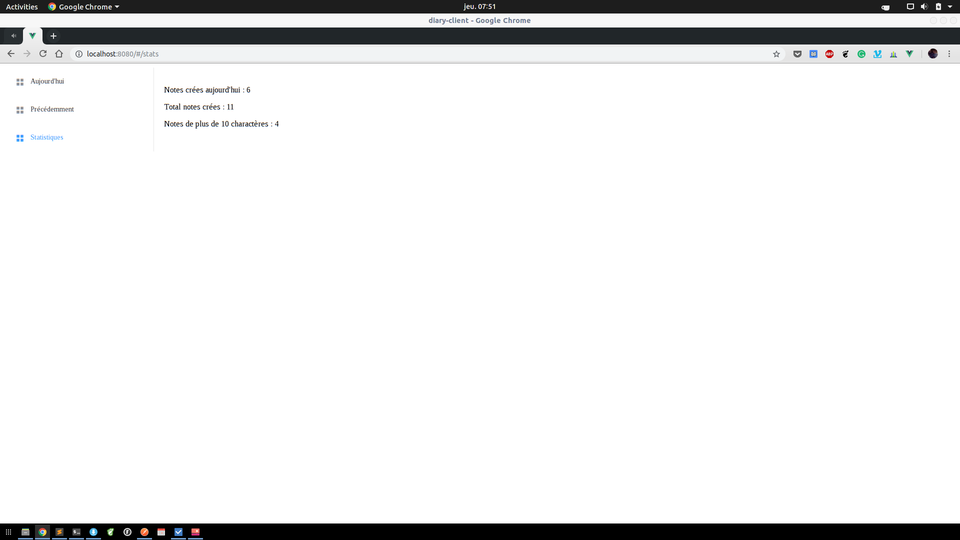 Activities
Google Chrome
jeu. 07:51
diary-client - Google Chrome
localhost:8080/#/stats
ABP
Aujourd'hui
Précédemment
Statistiques
Notes crées aujourd'hui : 6
Total notes crées : 11
Notes de plus de 10 charactères : 4